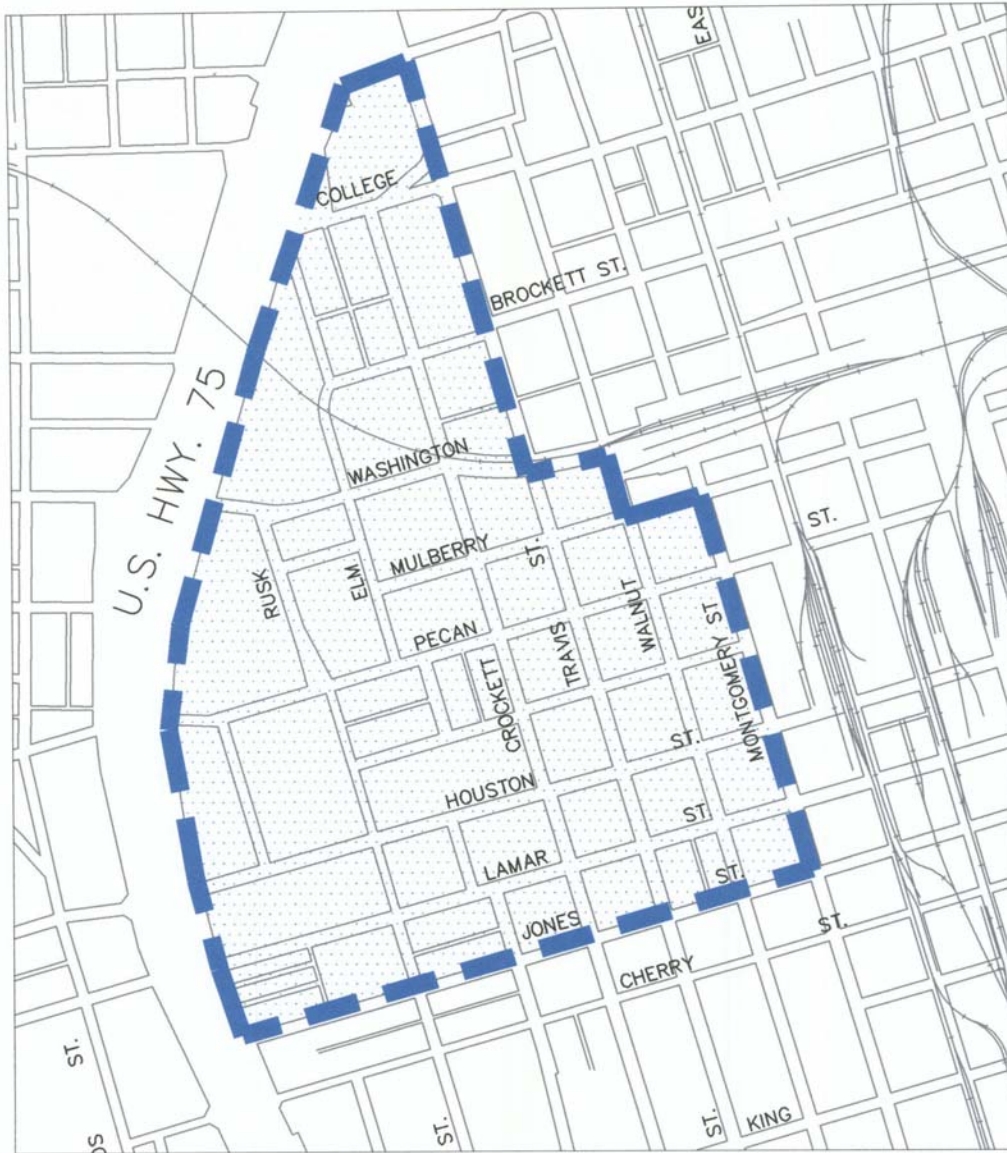 EAS
COLLEGE
BROCKETT ST.
U.S. HWY. 75
WASHINGTON
ST.
MULBERRY
ST.
RUSK
ELM
WALNUT
PECAN
TRAVIS
MONTGOMERY ST
CROCKETT
ST.
HOUSTON
ST.
LAMAR
ST.
JONES
ST.
CHERRY
ST.
ST.
ST.
KING
OS